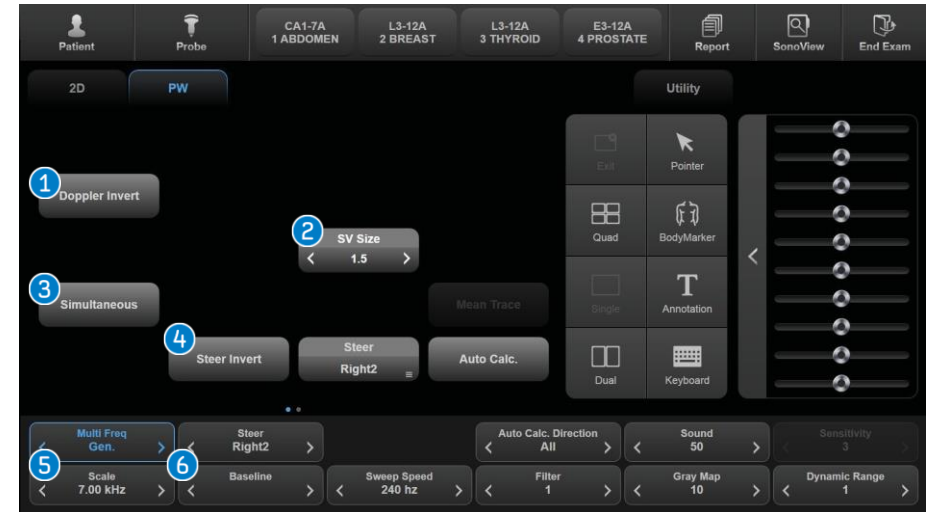 CA1-7A
1 ABDOMEN
L3-12A
2 BREAST
L3-12A
3 THYROID
E3-12A
4 PROSTATE
Patient
Probe
Report
SonoView
End Exam
2D
PW
Utility
Exit
Pointer
1
Doppler Invert
2
SV Size
1.5
Quad
BodyMarker
3
Simultaneous
Mean Trace
Single
Annotation
4
Steer Invert
Steer
Right2
Auto Calc.
Dual
Keyboard
Multi Freq
Gen.
Steer
Right2
Auto Calc. Direction
All
Sound
50
Sensitivity
3
5
Scale
7.00 kHz
6
Baseline
Sweep Speed
240 hz
Filter
1
Gray Map
10
Dynamic Range
1